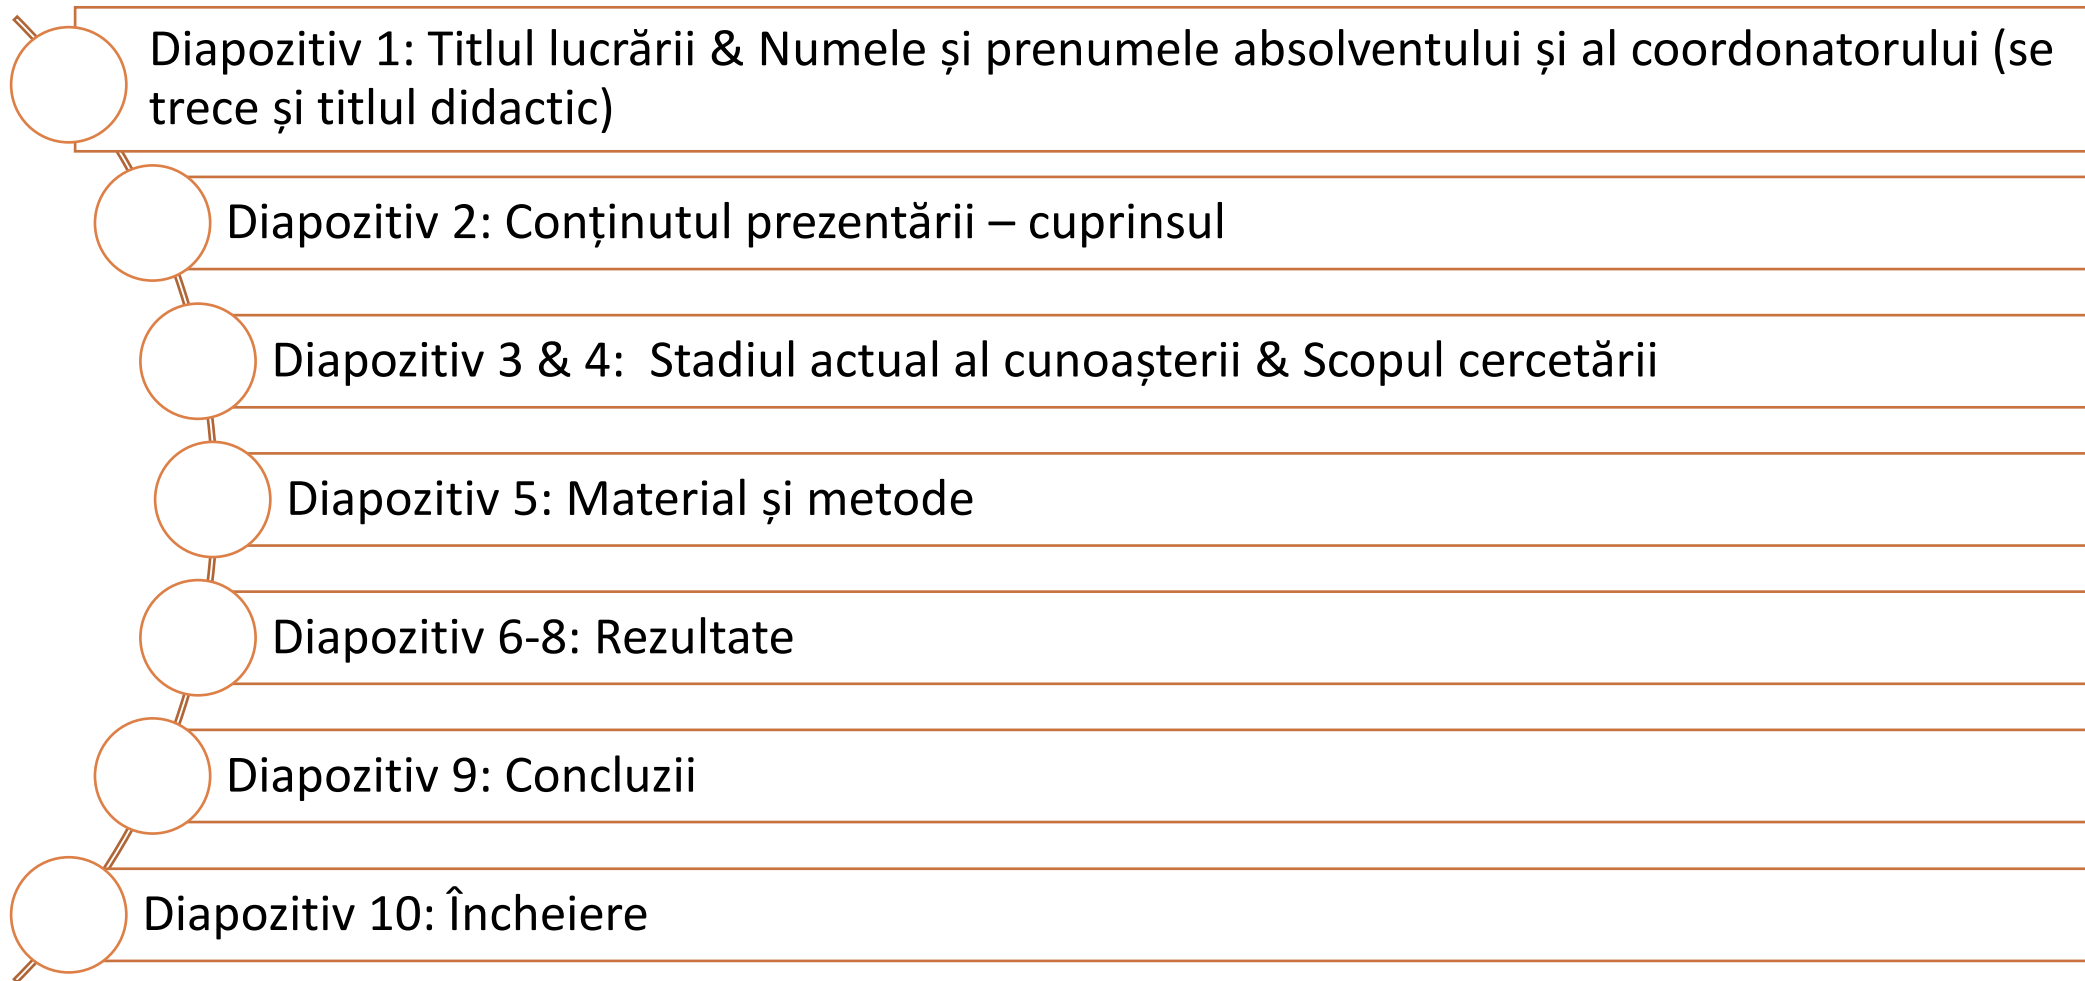 Diapozitiv 1: Titlul lucrării & Numele și prenumele absolventului și al coordonatorului (se
trece și titlul didactic)
Diapozitiv 2: Conținutul prezentării – cuprinsul
Diapozitiv 3 & 4:  Stadiul actual al cunoașterii & Scopul cercetării
Diapozitiv 5: Material și metode
Diapozitiv 6-8: Rezultate
Diapozitiv 9: Concluzii
Diapozitiv 10: Încheiere